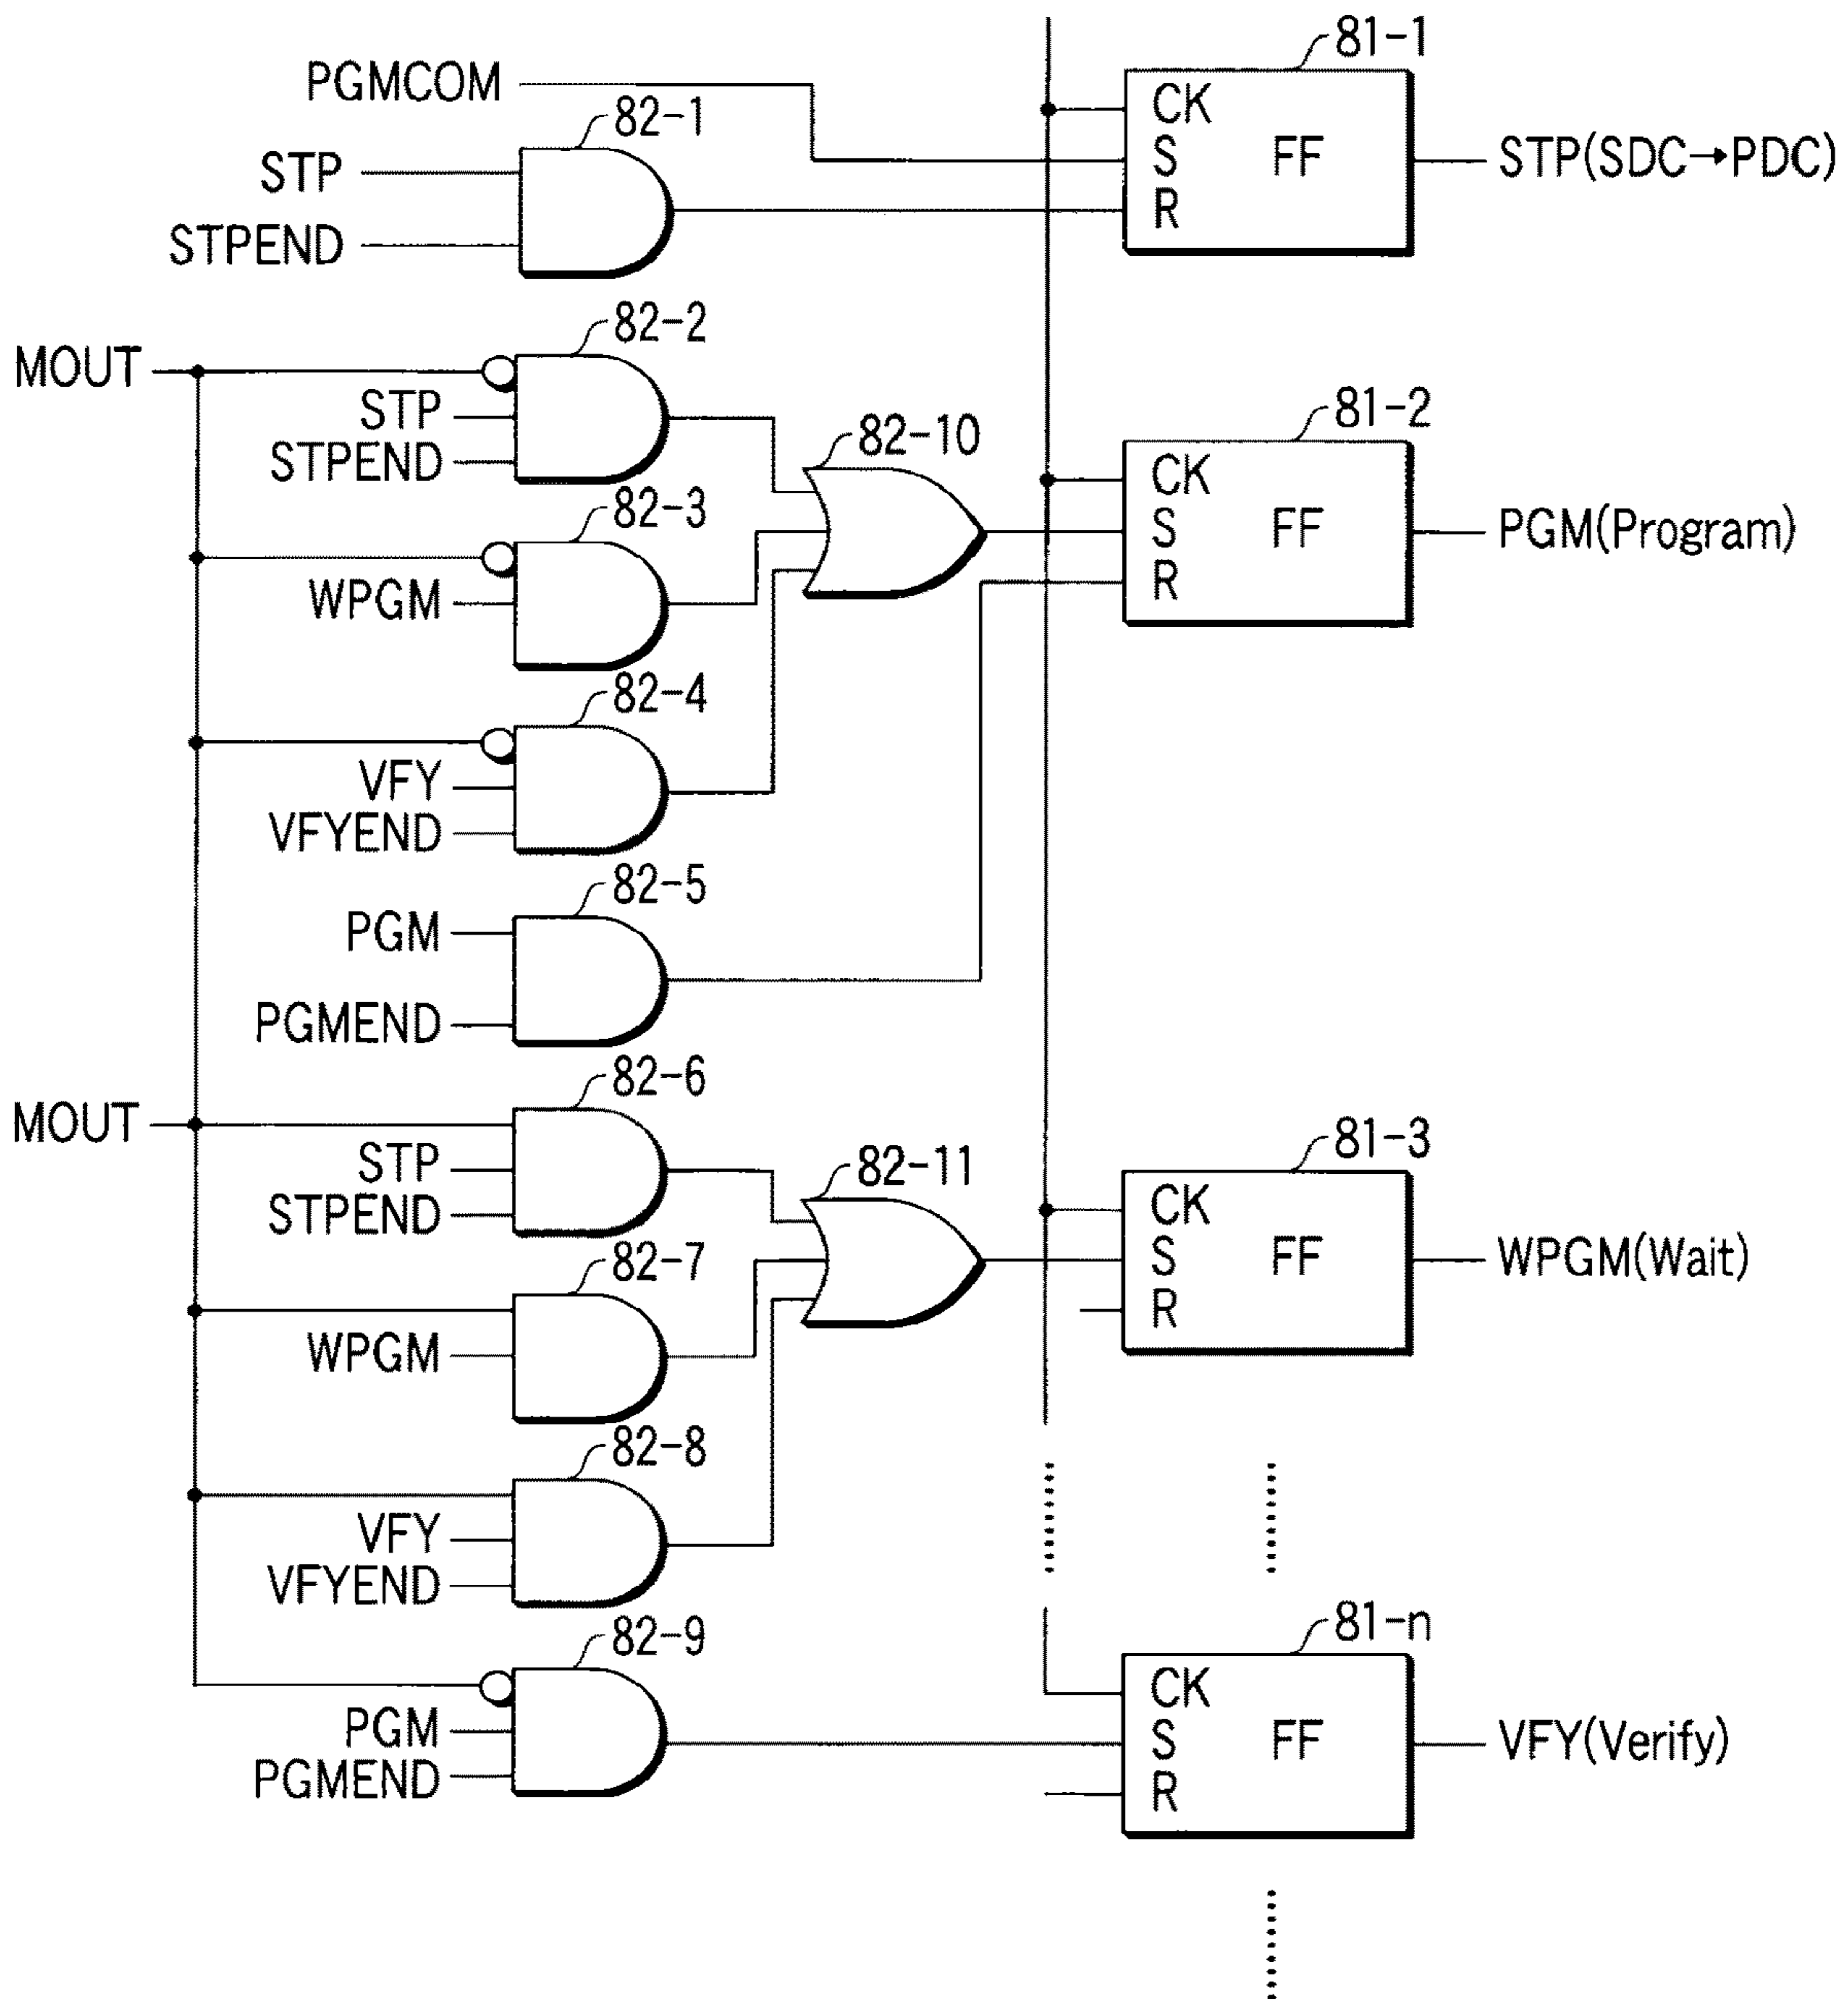 81-1
PGMCOM
CK
82-1
S
FF
STP(SDC→PDC)
STP
R
STPEND
82-2
MOUT
STP
81-2
STPEND
82-10
CK
82-3
S
FF
PGM(Program)
WPGM
R
82-4
VFY
VFYEND
82-5
PGM
PGMEND
82-6
MOUT
81-3
STP
82-11
CK
STPEND
82-7
S
FF
WPGM(Wait)
R
WPGM
82-8
VFY
VFYEND
81-n
82-9
CK
PGM
S
FF
VFY(Verify)
PGMEND
R